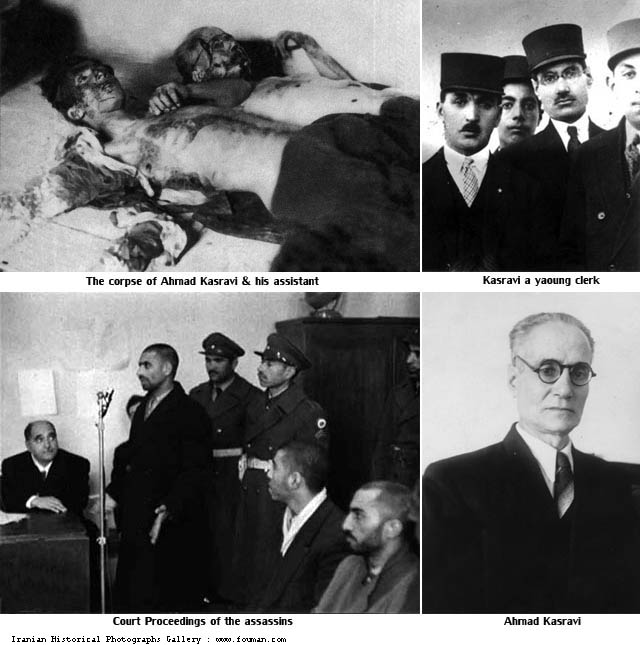 The corpse of Ahmad Kasravi & his assistant
Kasravi a yaoung clerk
Court Proceedings of the assassins
Ahmad Kasravi
Iranian Historical Photographs Gallery : www.fouman.com